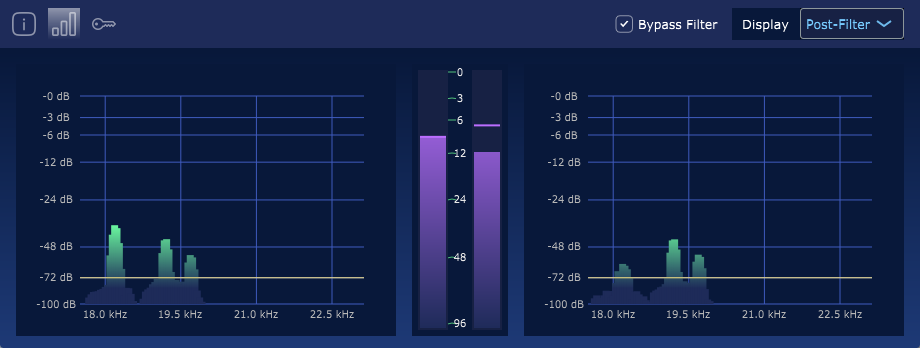 Bypass Filter
Display
Post-Filter
-0 dB
-3 dB
-6 dB
-12 dB
-24 dB
-48 dB
-72 dB
-100 dB
18.0 kHz 19.5 kHz 21.0 kHz 22.5 kHz
0
3
6
12
24
48
96
-0 dB
-3 dB
-6 dB
-12 dB
-24 dB
-48 dB
-72 dB
-100 dB
18.0 kHz 19.5 kHz 21.0 kHz 22.5 kHz